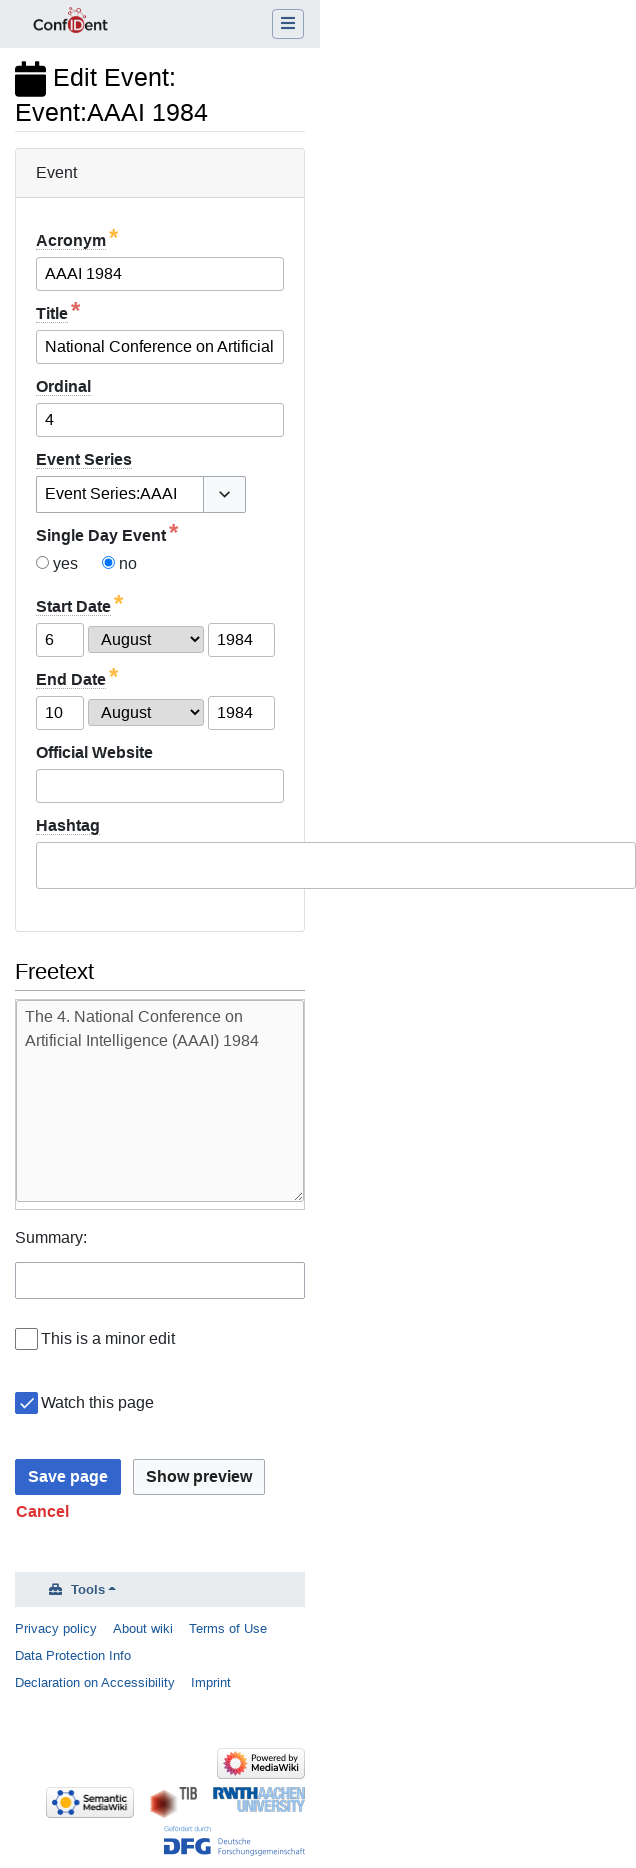 ConfIDent
Edit Event:
Event:AAAI 1984
Event
Acronym *
AAAI 1984
Title *
National Conference on Artificial
Ordinal
4
Event Series
Event Series:AAAI
Single Day Event *
yes no
Start Date *
6 August 1984
End Date *
10 August 1984
Official Website
Hashtag
Freetext
The 4. National Conference on
Artificial Intelligence (AAAI) 1984
Summary:
This is a minor edit
Watch this page
Save page Show preview
Cancel
Tools
Privacy policy About wiki Terms of Use
Data Protection Info
Declaration on Accessibility Imprint
Powered by
MediaWiki
Semantic
MediaWiki
TIB
RWTH AACHEN
UNIVERSITY
Gefördert durch
DFG Deutsche
Forschungsgemeinschaft